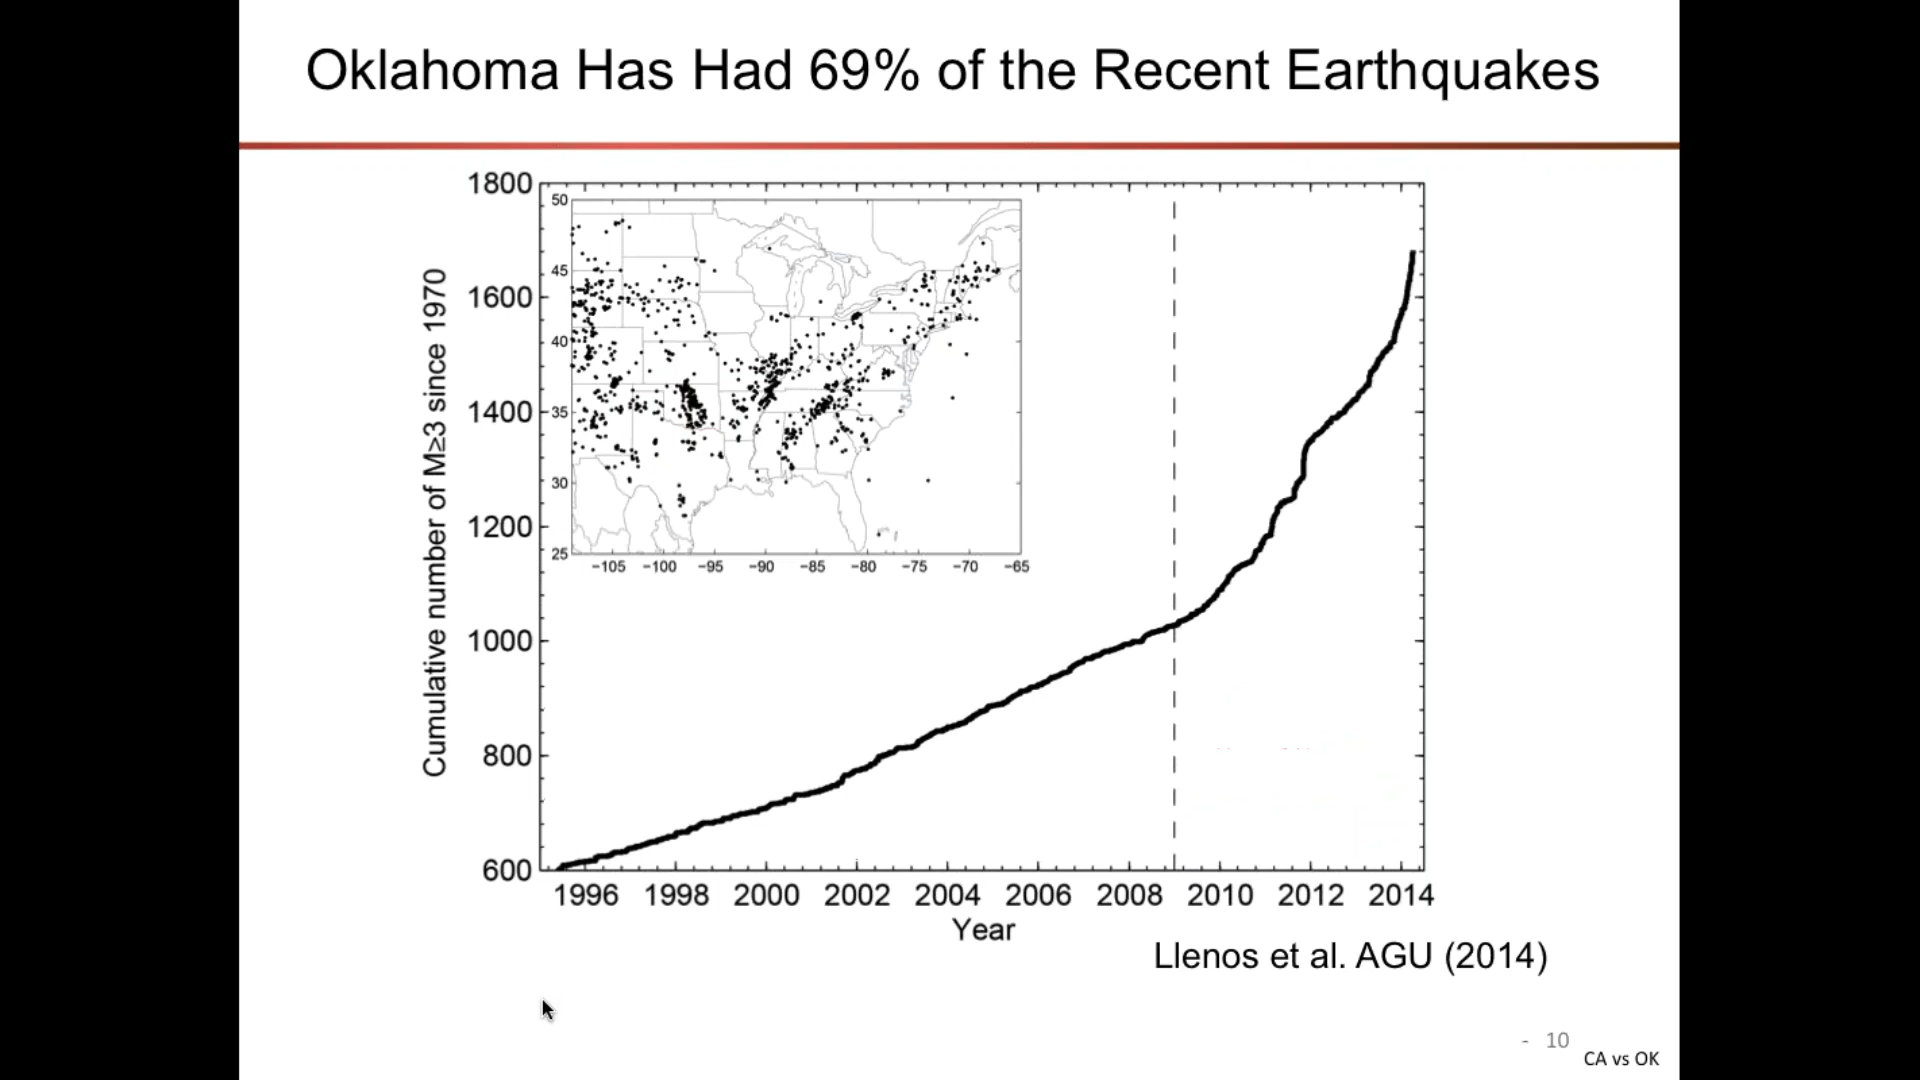 Oklahoma Has Had 69% of the Recent Earthquakes
Cumulative number of M≥3 since 1970
1800
1600
1400
1200
1000
800
600
50
45
40
35
30
25
−105 −100 −95 −90 −85 −80 −75 −70 −65
1996 1998 2000 2002 2004 2006 2008 2010 2012 2014
Year
Llenos et al. AGU (2014)
- 10
CA vs OK